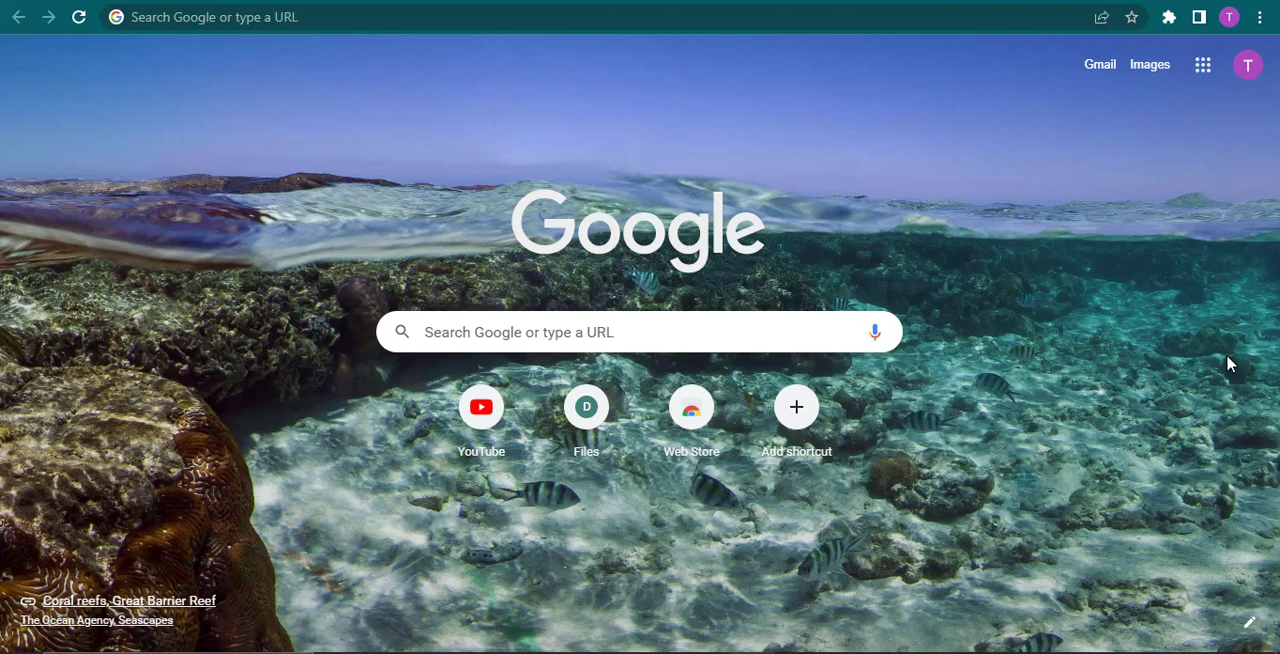 Search Google or type a URL
T
Gmail Images T
Google
Search Google or type a URL
D
YouTube Files Web Store Add shortcut
Coral reefs, Great Barrier Reef
The Ocean Agency, Seascapes